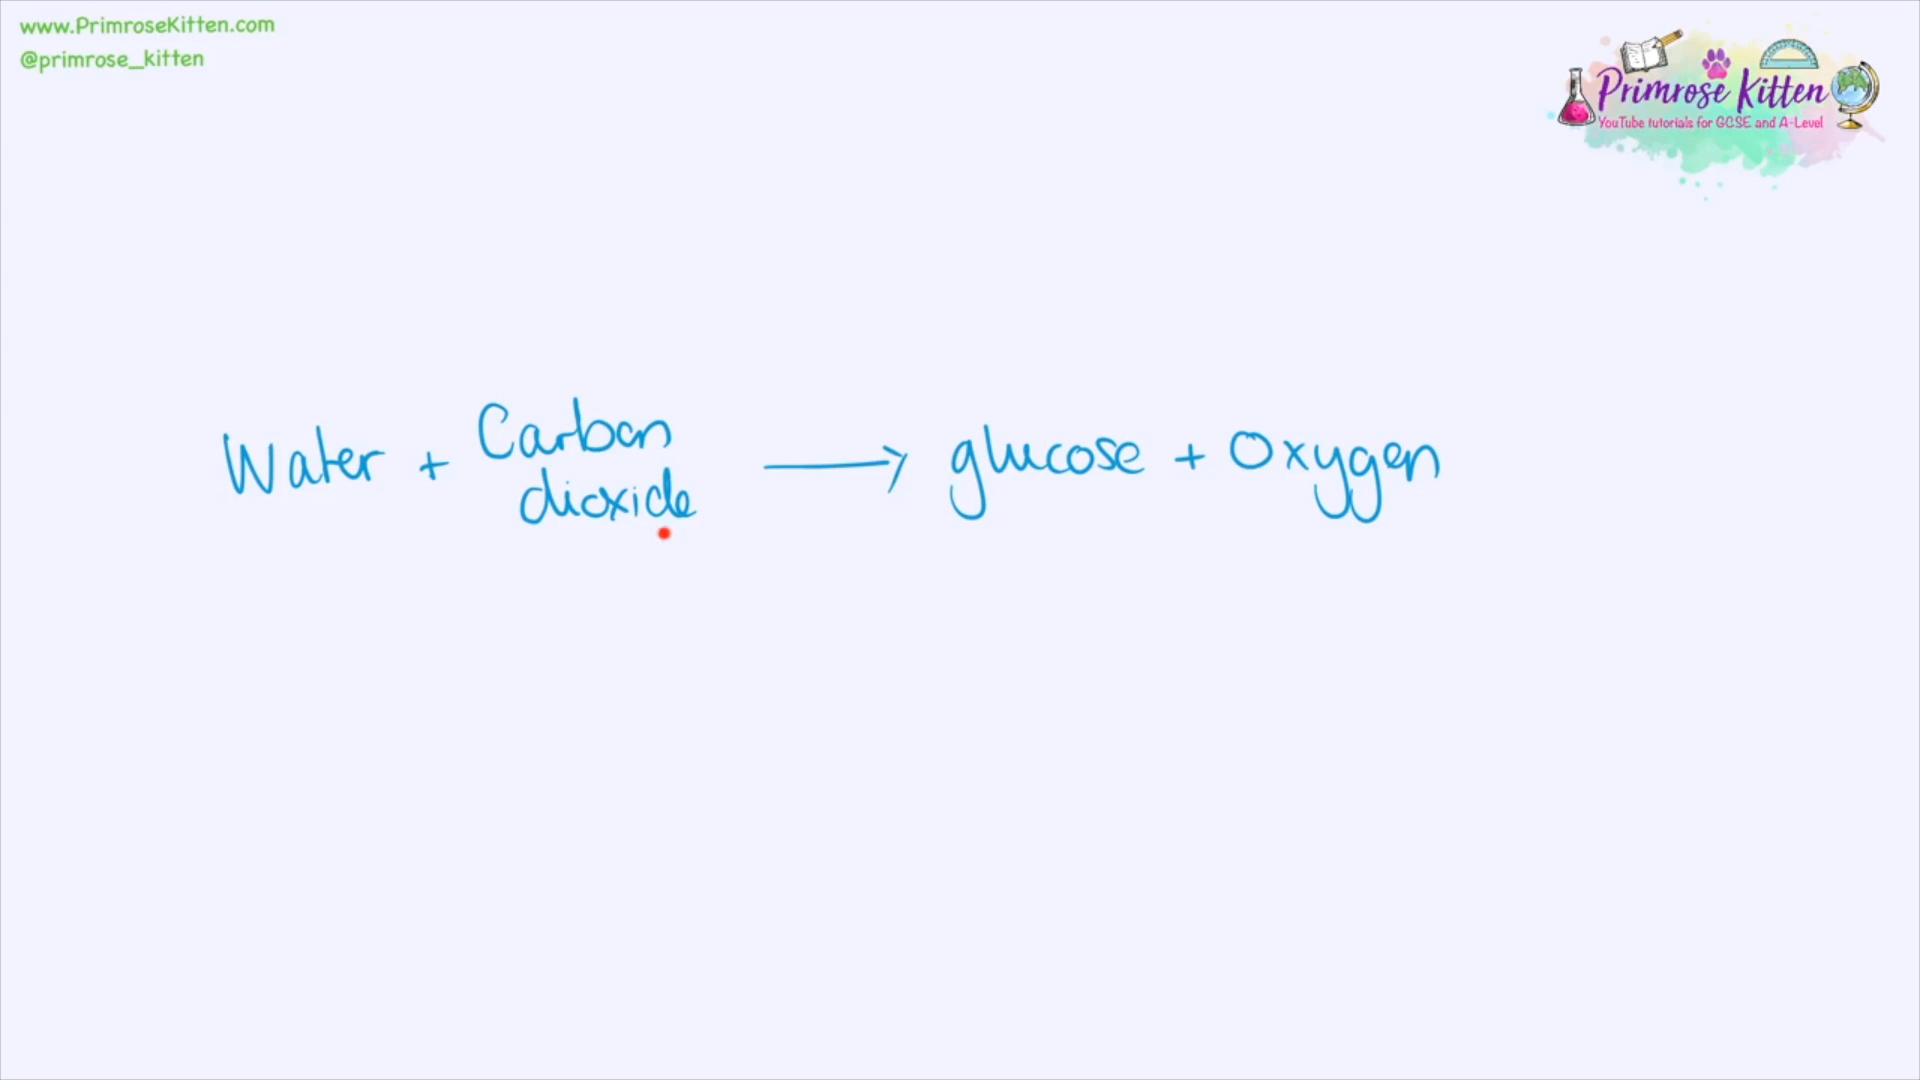 www.PrimroseKitten.com
@primrose_kitten
Primrose Kitten
YouTube tutorials for GCSE and A-Level
Water + Carbon dioxide → glucose + Oxygen